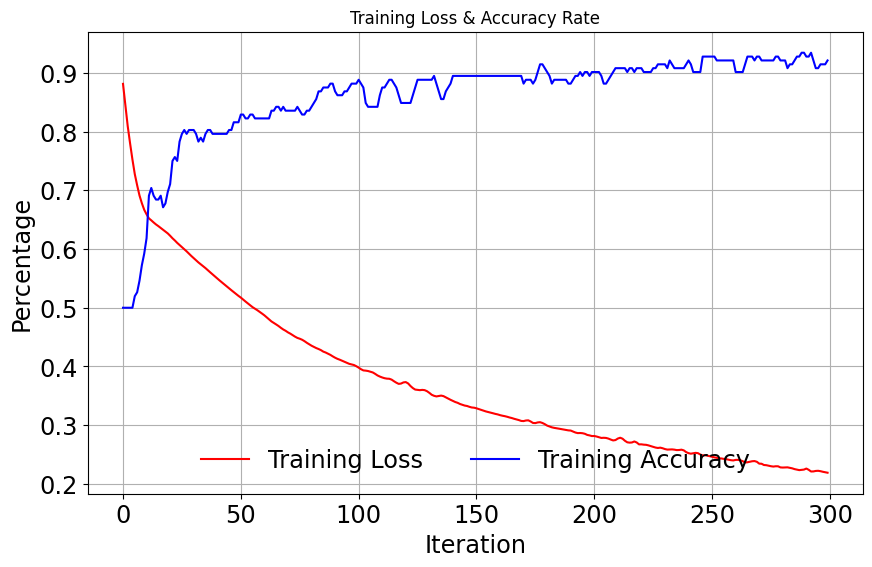 Training Loss & Accuracy Rate
Percentage
0.9
0.8
0.7
0.6
0.5
0.4
0.3
0.2
Training Loss
Training Accuracy
0 50 100 150 200 250 300
Iteration